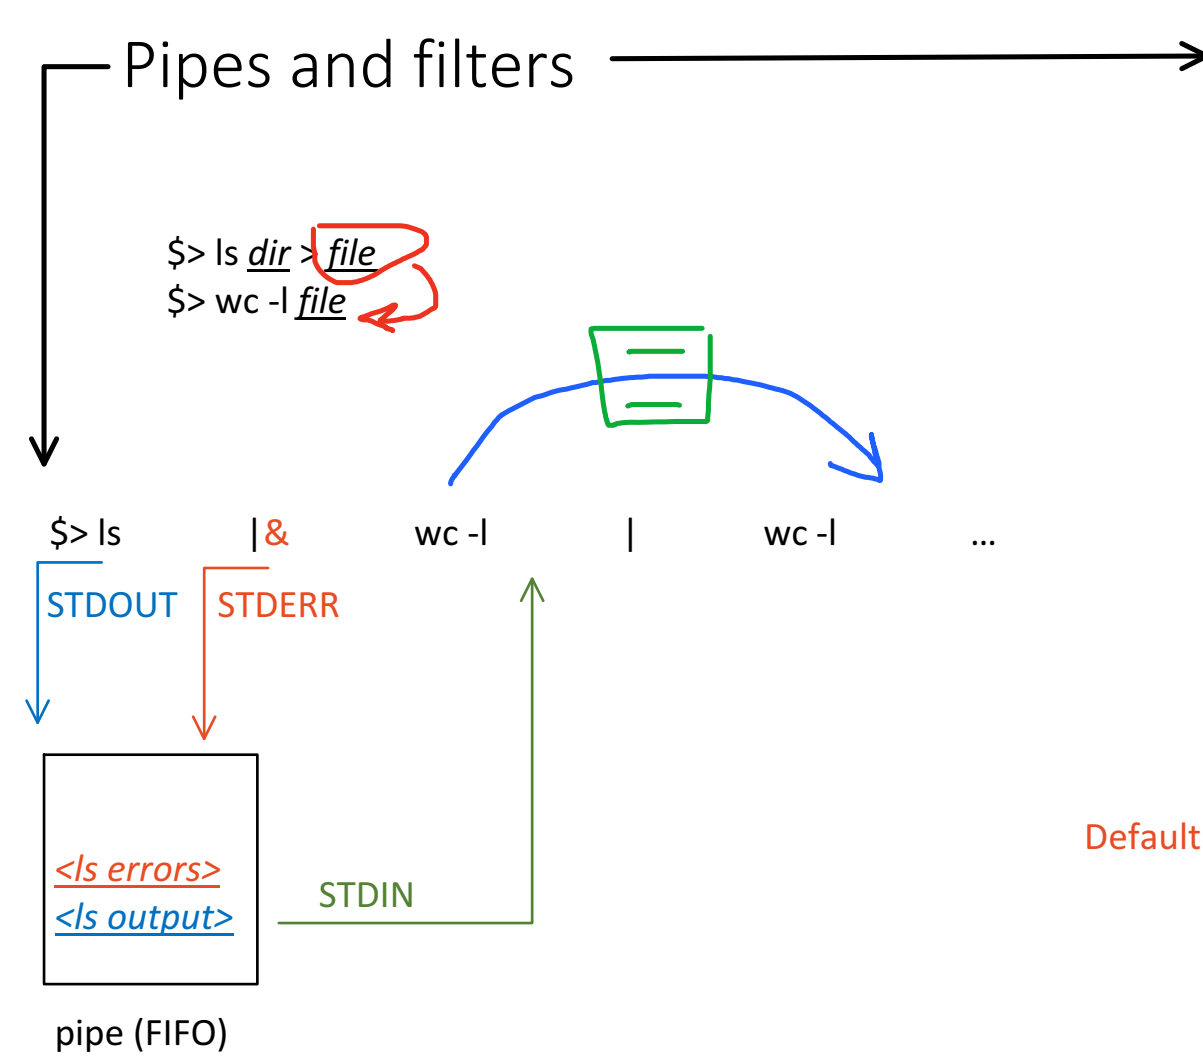 Pipes and filters
$> ls dir > file
$> wc -l file
$> ls |& wc -l | wc -l ...
STDOUT STDERR
Default
<ls errors>
STDIN
<ls output>
pipe (FIFO)